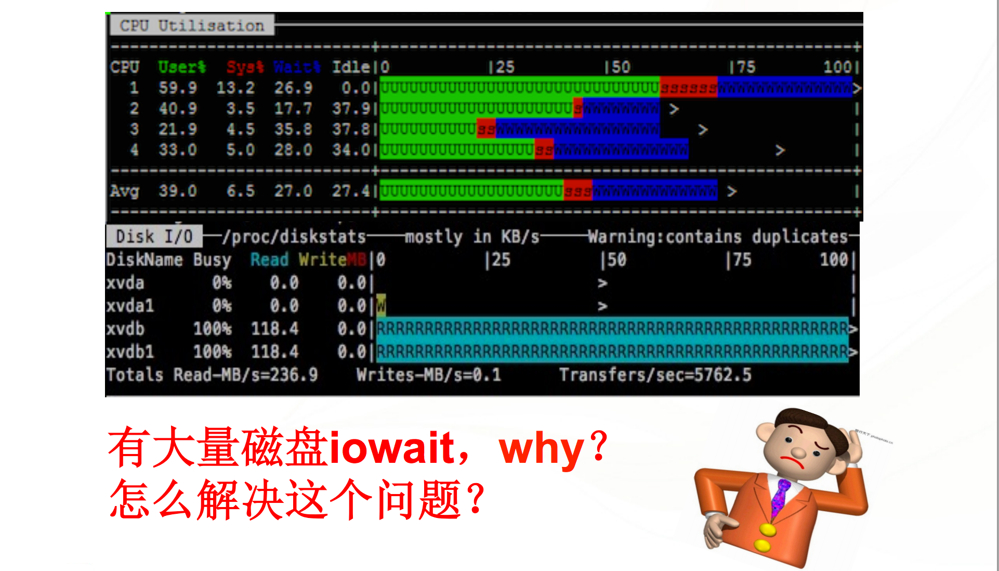 CPU Utilisation
CPU User% Sys% Wait% Idle|0 |25 |50 |75 100|
1 59.9 13.2 26.9 0.0|UUUUUUUUUUUUUUUUUUUUUUUUUUUUUssssssWWWWWWWWWWWWWW>
2 40.9 3.5 17.7 37.9|UUUUUUUUUUUUUUUUUUUUsWWWWWWWW >
3 21.9 4.5 35.8 37.8|UUUUUUUUUUssWWWWWWWWWWWWWWWWW > |
4 33.0 5.0 28.0 34.0|UUUUUUUUUUUUUUUUssWWWWWWWWWWWWWW > |
Avg 39.0 6.5 27.0 27.4|UUUUUUUUUUUUUUUUUUUsssWWWWWWWWWWWWW > |
Disk I/O —/proc/diskstats——mostly in KB/s——Warning:contains duplicates—
DiskName Busy Read WriteMB|0 |25 |50 |75 100|
xvda 0% 0.0 0.0| > |
xvda1 0% 0.0 0.0|W > |
xvdb 100% 118.4 0.0|RRRRRRRRRRRRRRRRRRRRRRRRRRRRRRRRRRRRRRRRRRRRRRRRR>
xvdb1 100% 118.4 0.0|RRRRRRRRRRRRRRRRRRRRRRRRRRRRRRRRRRRRRRRRRRRRRRRRR>
Totals Read-MB/s=236.9 Writes-MB/s=0.1 Transfers/sec=5762.5
有大量磁盘iowait，why？
怎么解决这个问题？